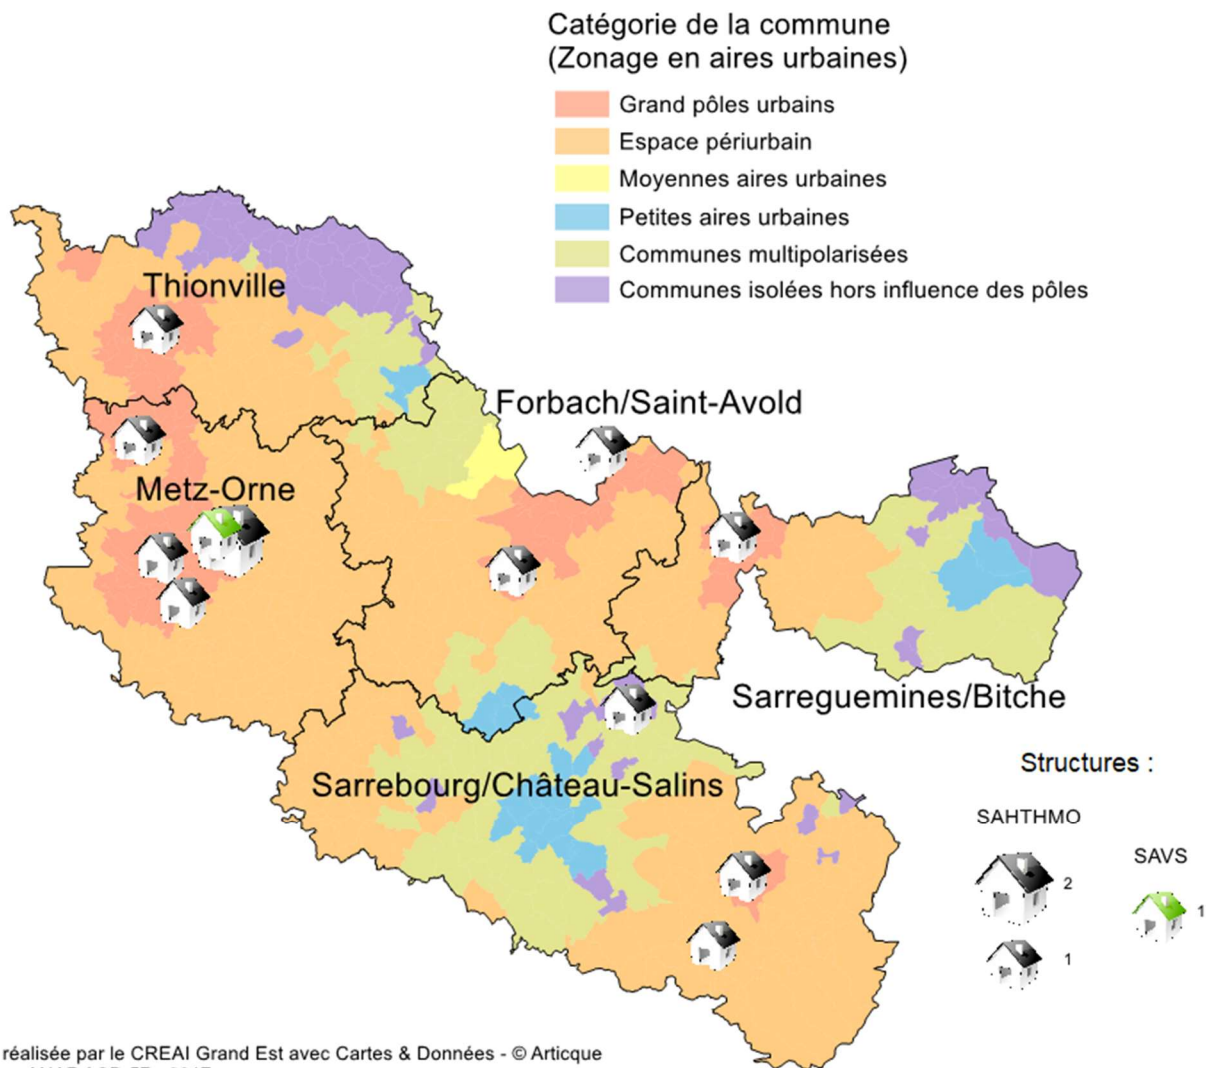 Catégorie de la commune
(Zonage en aires urbaines)
Grand pôles urbains
Espace périurbain
Moyennes aires urbaines
Petites aires urbaines
Communes multipolarisées
Communes isolées hors influence des pôles
Thionville
Forbach/Saint-Avold
Metz-Orne
Sarreguemines/Bitche
Sarrebourg/Château-Salins
Structures :
SAHTHMO
SAVS
2
1
1
réalisée par le CREAI Grand Est avec Cartes & Données - © Articque